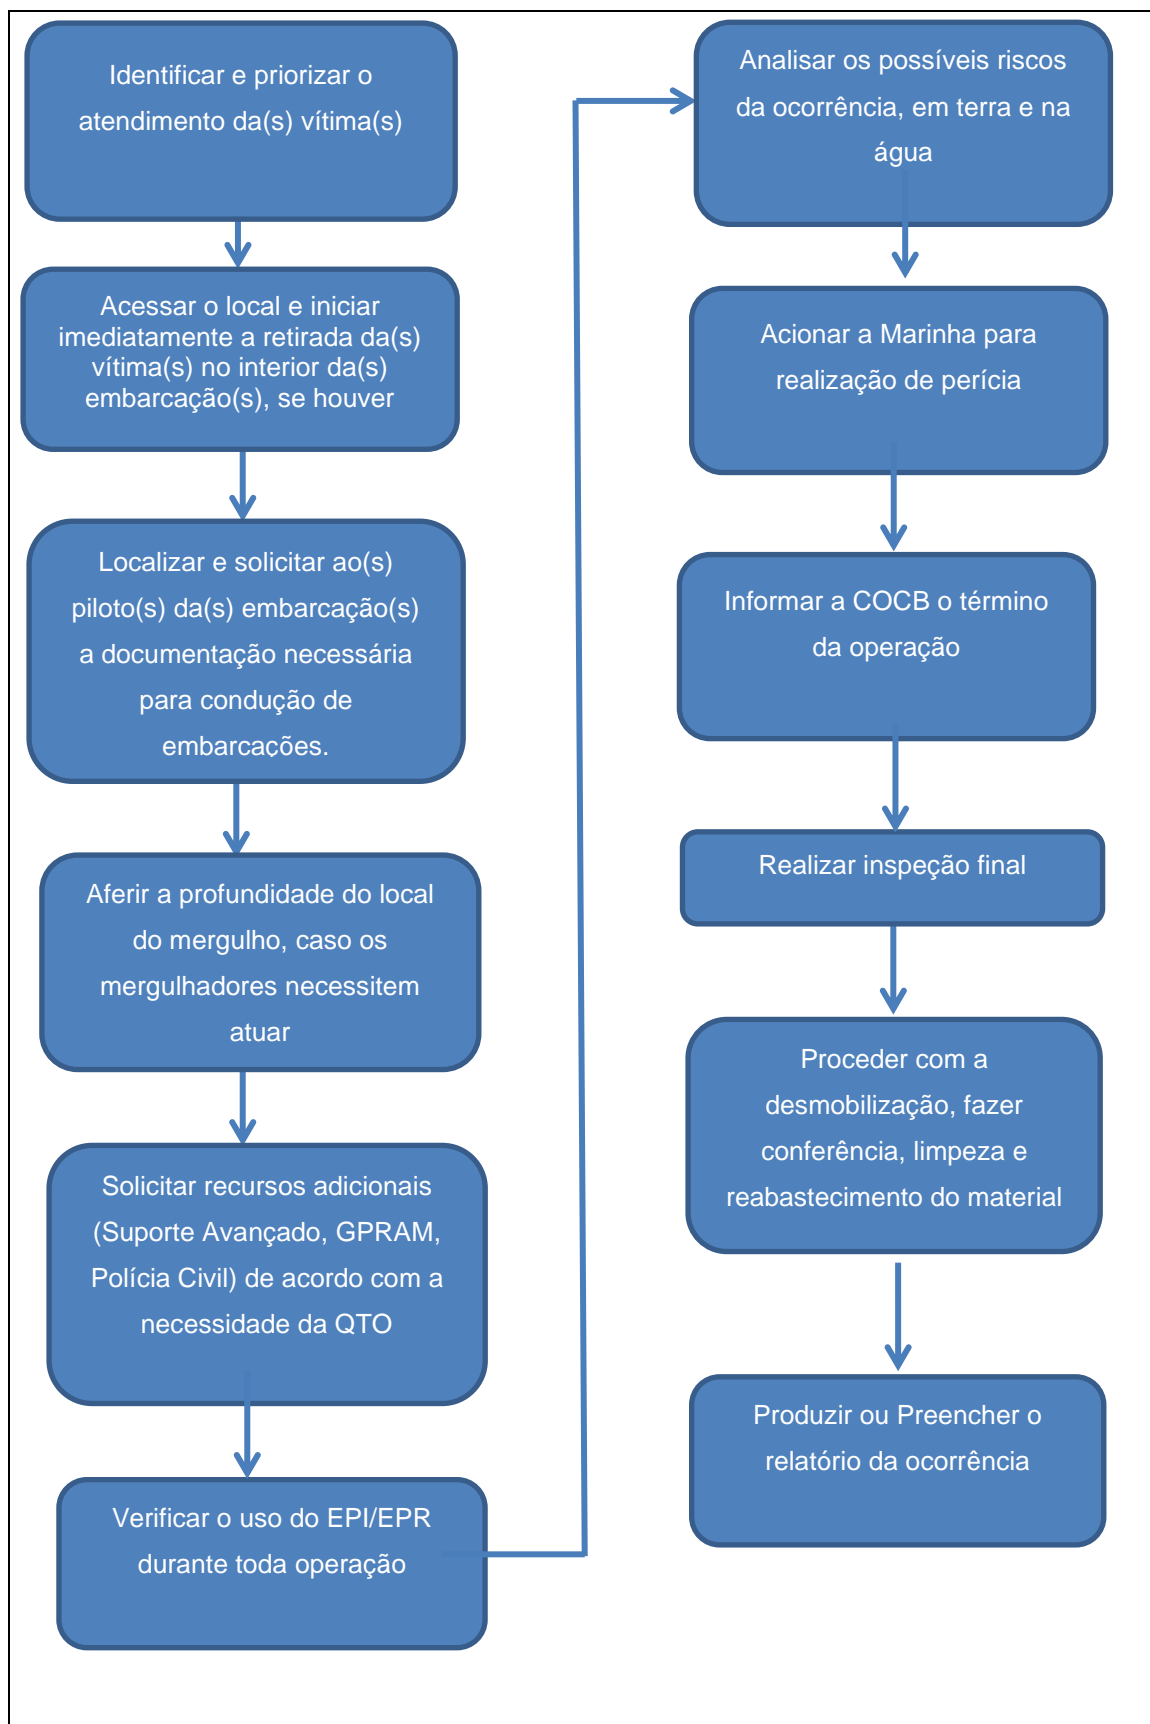 Identificar e priorizar o
atendimento da(s) vítima(s)
Acessar o local e iniciar
imediatamente a retirada da(s)
vítima(s) no interior da(s)
embarcação(s), se houver
Localizar e solicitar ao(s)
piloto(s) da(s) embarcação(s)
a documentação necessária
para condução de
embarcações.
Aferir a profundidade do local
do mergulho, caso os
mergulhadores necessitem
atuar
Solicitar recursos adicionais
(Suporte Avançado, GPRAM,
Polícia Civil) de acordo com a
necessidade da QTO
Verificar o uso do EPI/EPR
durante toda operação
Analisar os possíveis riscos
da ocorrência, em terra e na
água
Acionar a Marinha para
realização de perícia
Informar a COCB o término
da operação
Realizar inspeção final
Proceder com a
desmobilização, fazer
conferência, limpeza e
reabastecimento do material
Produzir ou Preencher o
relatório da ocorrência